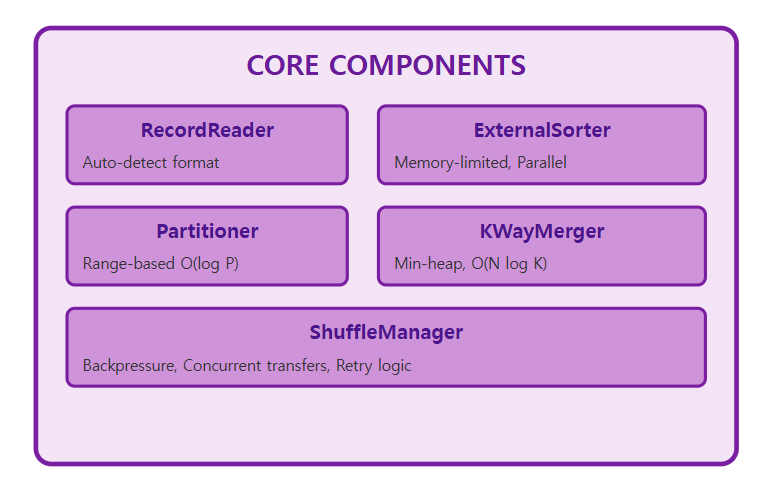 CORE COMPONENTS
RecordReader
Auto-detect format
ExternalSorter
Memory-limited, Parallel
Partitioner
Range-based O(log P)
KWayMerger
Min-heap, O(N log K)
ShuffleManager
Backpressure, Concurrent transfers, Retry logic